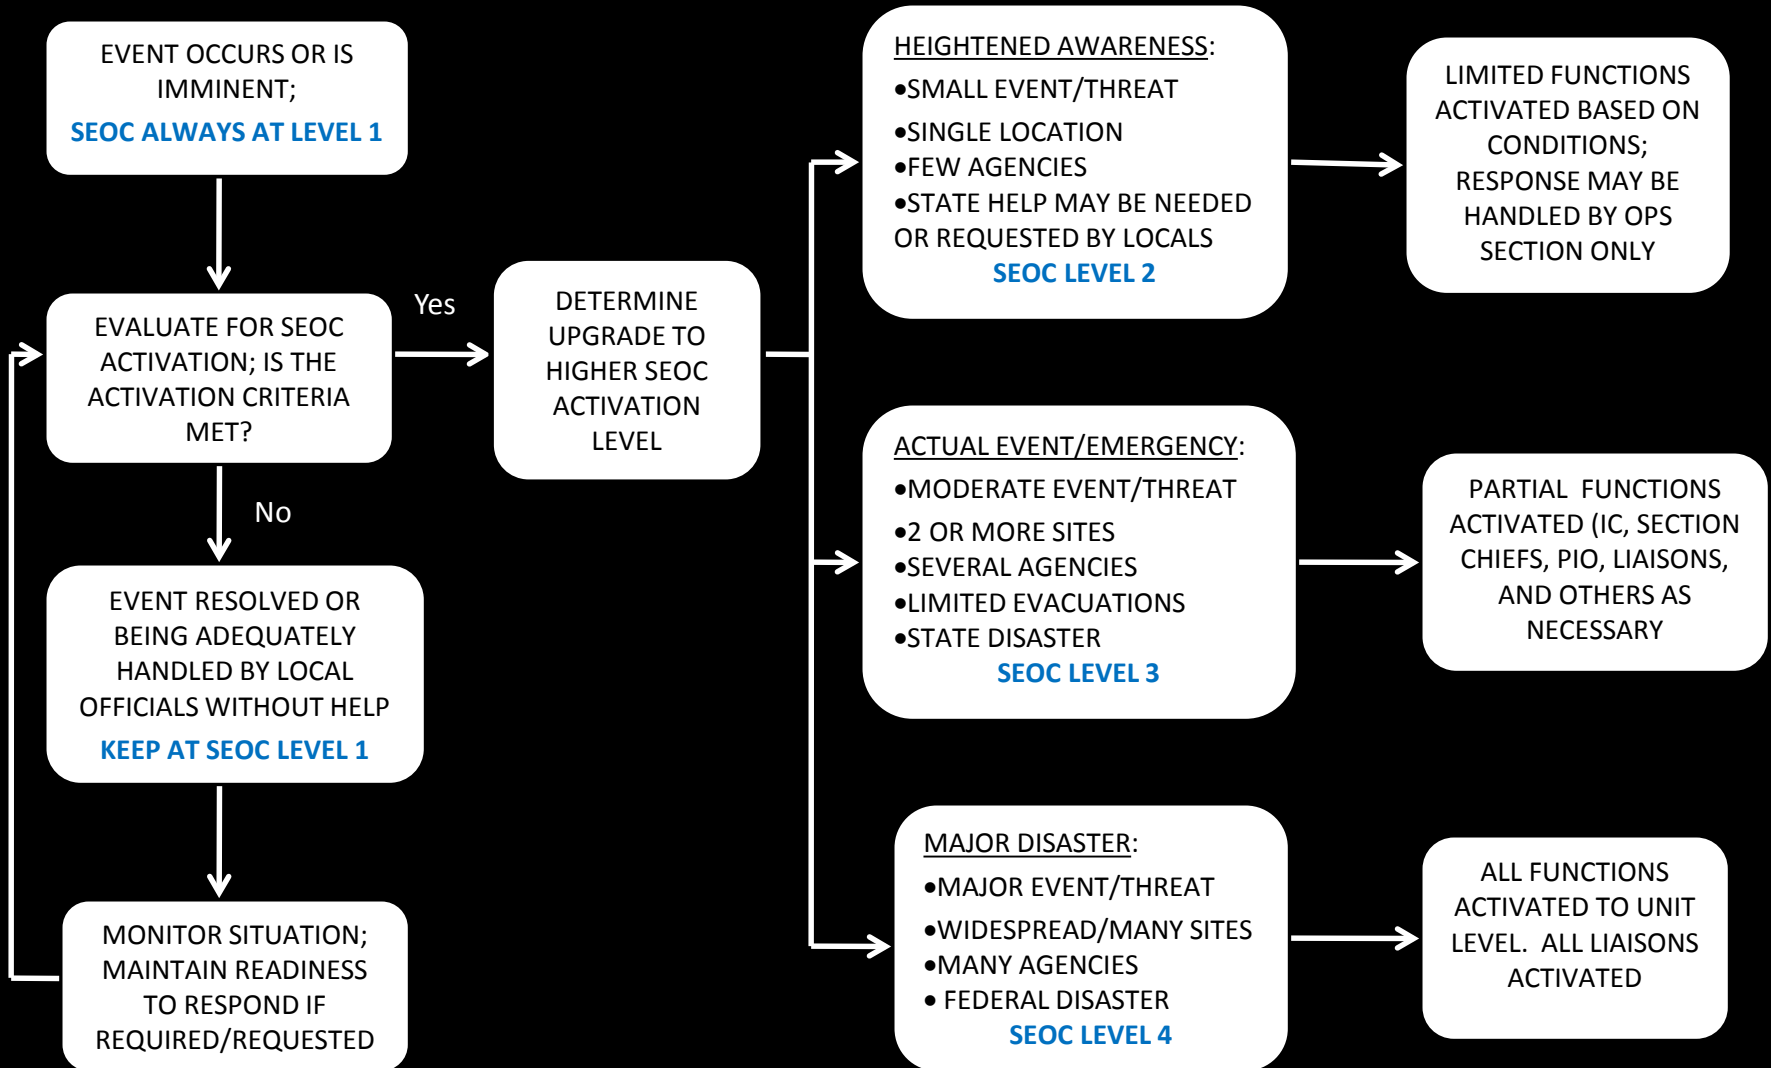 EVENT OCCURS OR IS
IMMINENT;
SEOC ALWAYS AT LEVEL 1
EVALUATE FOR SEOC
ACTIVATION; IS THE
ACTIVATION CRITERIA
MET?
Yes
No
EVENT RESOLVED OR
BEING ADEQUATELY
HANDLED BY LOCAL
OFFICIALS WITHOUT HELP
KEEP AT SEOC LEVEL 1
MONITOR SITUATION;
MAINTAIN READINESS
TO RESPOND IF
REQUIRED/REQUESTED
DETERMINE
UPGRADE TO
HIGHER SEOC
ACTIVATION
LEVEL
HEIGHTENED AWARENESS:
•SMALL EVENT/THREAT
•SINGLE LOCATION
•FEW AGENCIES
•STATE HELP MAY BE NEEDED
OR REQUESTED BY LOCALS
SEOC LEVEL 2
LIMITED FUNCTIONS
ACTIVATED BASED ON
CONDITIONS;
RESPONSE MAY BE
HANDLED BY OPS
SECTION ONLY
ACTUAL EVENT/EMERGENCY:
•MODERATE EVENT/THREAT
•2 OR MORE SITES
•SEVERAL AGENCIES
•LIMITED EVACUATIONS
•STATE DISASTER
SEOC LEVEL 3
PARTIAL FUNCTIONS
ACTIVATED (IC, SECTION
CHIEFS, PIO, LIAISONS,
AND OTHERS AS
NECESSARY
MAJOR DISASTER:
•MAJOR EVENT/THREAT
•WIDESPREAD/MANY SITES
•MANY AGENCIES
• FEDERAL DISASTER
SEOC LEVEL 4
ALL FUNCTIONS
ACTIVATED TO UNIT
LEVEL. ALL LIAISONS
ACTIVATED